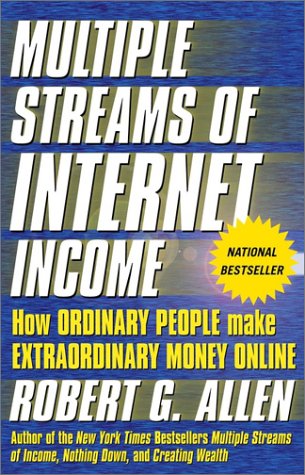 MULTIPLE
STREAMS OF
INTERNET
INCOME
NATIONAL
BESTSELLER
How ORDINARY PEOPLE make
EXTRAORDINARY MONEY ONLINE
ROBERT G. ALLEN
Author of the New York Times Bestsellers Multiple Streams
of Income, Nothing Down, and Creating Wealth